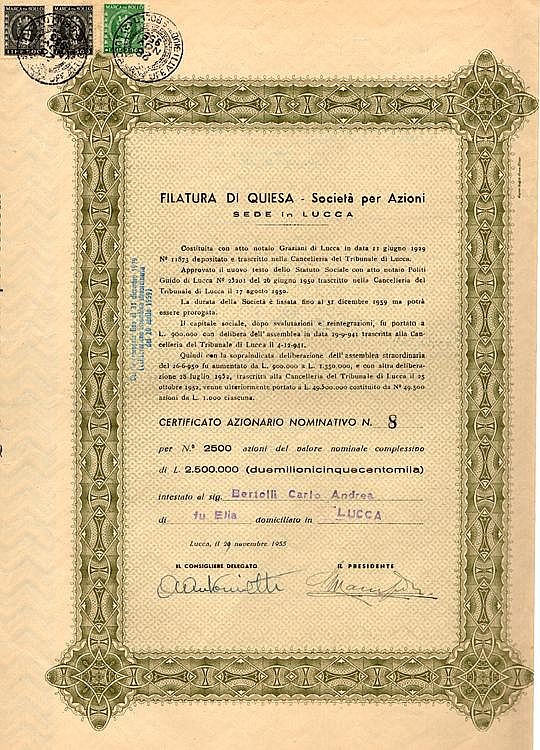 MARCA DA BOLLO
MARCA DA BOLLO
MARCA DA BOLLO
FILATURA DI QUIESA - Società per Azioni
SEDE in LUCCA
Costituita con atto notaio Graziani di Lucca in data 11 giugno 1929
Nº 11873 depositato e trascritto nella Cancelleria del Tribunale di Lucca.
Approvato il nuovo testo dello Statuto Sociale con atto notaio Politi
Guido di Lucca Nº 28201 del 26 giugno 1950 trascritto nella Cancelleria del
Tribunale di Lucca il 17 agosto 1950.
La durata della Società è fissata fino al 31 dicembre 1959 ma potrà
essere prorogata.
Il capitale sociale, dopo svalutazioni e reintegrazioni, fu portato a
L. 900.000 con delibera dell'assemblea in data 29-9-941 trascritta alla Can-
celleria del Tribunale di Lucca il 4-12-941.
Quindi con la sopraindicata deliberazione dell'assemblea straordinaria
del 26-6-950 fu aumentato da L. 900.000 a L. 1.350.000, e con altra delibera-
zione 28 luglio 1952, trascritta alla Cancelleria del Tribunale di Lucca il 25
ottobre 1952, venne ulteriormente portato a L. 49.500.000 costituito da Nº 49.500
azioni da L. 1.000 ciascuna.
CERTIFICATO AZIONARIO NOMINATIVO N. 8
per N.º 2500 azioni del valore nominale complessivo
di L. 2.500.000 (duemilionicinquecentomila)
intestato al sig. Bertolli Carlo Andrea
di fu Elia domiciliato in LUCCA
Lucca, il 20 novembre 1955
IL CONSIGLIERE DELEGATO IL PRESIDENTE